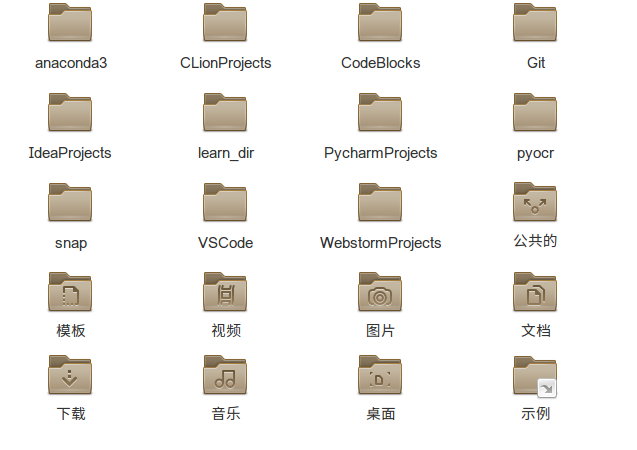 anaconda3
CLionProjects
CodeBlocks
Git
IdeaProjects
learn_dir
PycharmProjects
pyocr
snap
VSCode
WebstormProjects
公共的
模板
视频
图片
文档
下载
音乐
桌面
示例